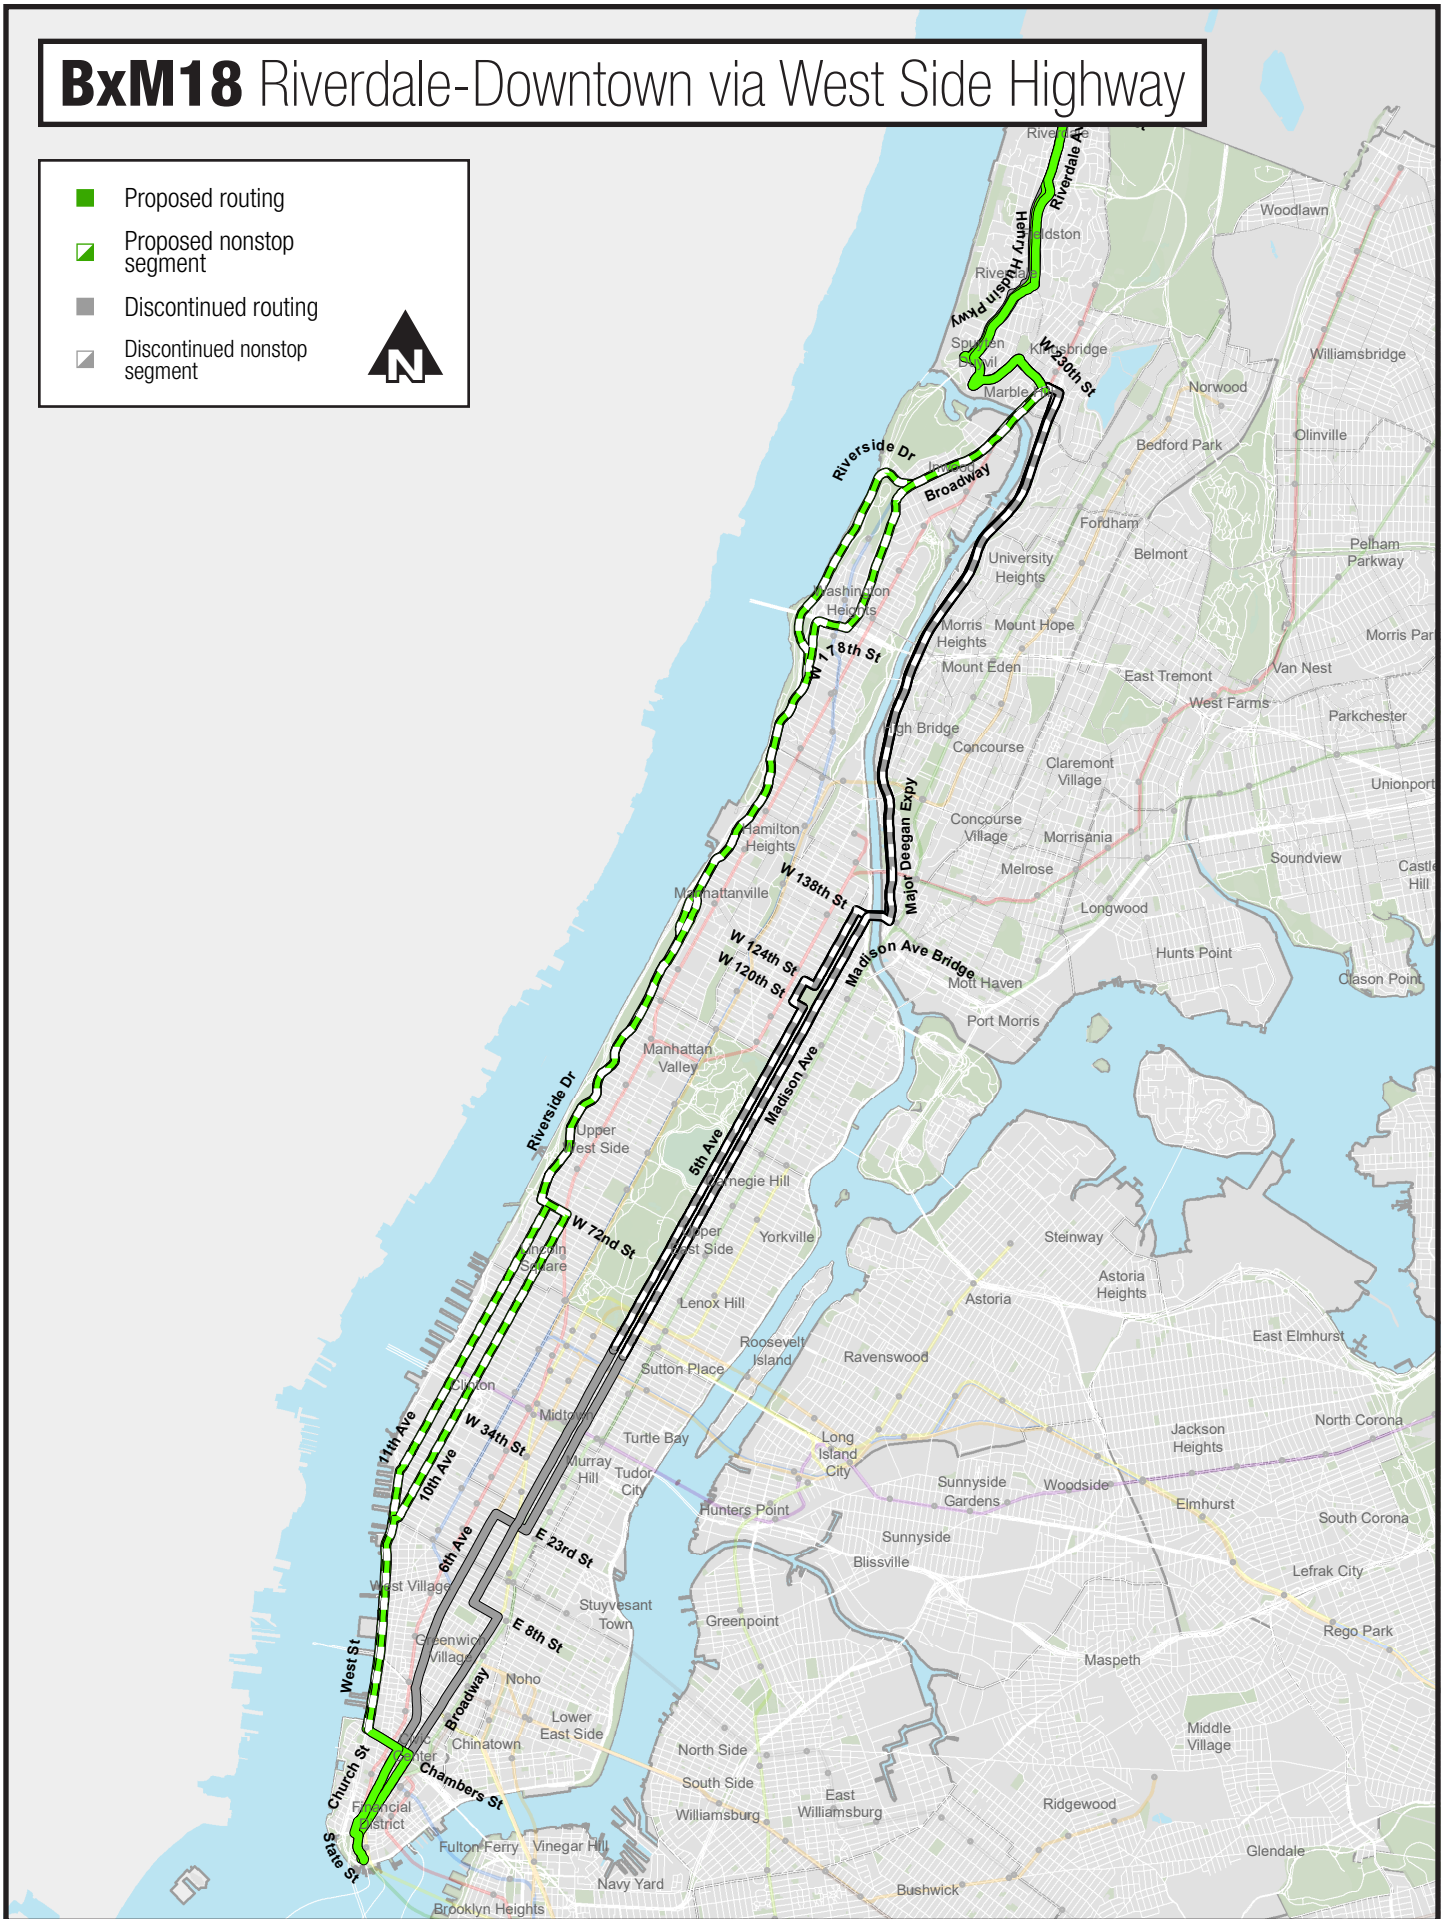 BxM18 Riverdale-Downtown via West Side Highway
Proposed routing
Proposed nonstop
segment
Discontinued routing
Discontinued nonstop
segment
N
Riverdale
Riverdale Av
Woodlawn
Henry Hudsin Pkwy
Fieldston
Riverdale
Spuyten
Duyvil
Kingsbridge
W 230th St
Williamsbridge
Marble Hill
Norwood
Riverside Dr
Inwood
Broadway
Bedford Park
Olinville
Fordham
University
Heights
Belmont
Pelham
Parkway
Washington
Heights
W 178th St
Morris
Heights
Mount Hope
Morris Par
Mount Eden
East Tremont
Van Nest
West Farms
High Bridge
Parkchester
Concourse
Claremont
Village
Unionport
Major Deegan Expy
Hamilton
Heights
Concourse
Village
Morrisania
Soundview
Castle
Hill
Melrose
W 138th St
Manhattanville
Longwood
W 124th St
W 120th St
Madison Ave Bridge
Hunts Point
Mott Haven
Clason Point
Port Morris
Manhattan
Valley
Madison Ave
Riverside Dr
Upper
West Side
5th Ave
Carnegie Hill
W 72nd St
Upper
East Side
Yorkville
Steinway
Lincoln
Square
Astoria
Heights
Lenox Hill
Astoria
Roosevelt
Island
Ravenswood
East Elmhurst
Sutton Place
Clinton
Midtown
11th Ave
W 34th St
10th Ave
Turtle Bay
Long
Island
City
Jackson
Heights
North Corona
Murray
Hill
Tudor
City
Sunnyside
Gardens
Woodside
Hunters Point
Elmhurst
South Corona
6th Ave
E 23rd St
Sunnyside
Blissville
Lefrak City
West Village
Stuyvesant
Town
Greenpoint
E 8th St
Rego Park
Greenwich
Village
West St
Maspeth
Noho
Broadway
Lower
East Side
Middle
Village
Civic
Center
Chinatown
North Side
Church St
Chambers St
South Side
Williamsburg
East
Williamsburg
Ridgewood
Financial
District
State St
Fulton Ferry
Vinegar Hill
Glendale
Navy Yard
Bushwick
Brooklyn Heights